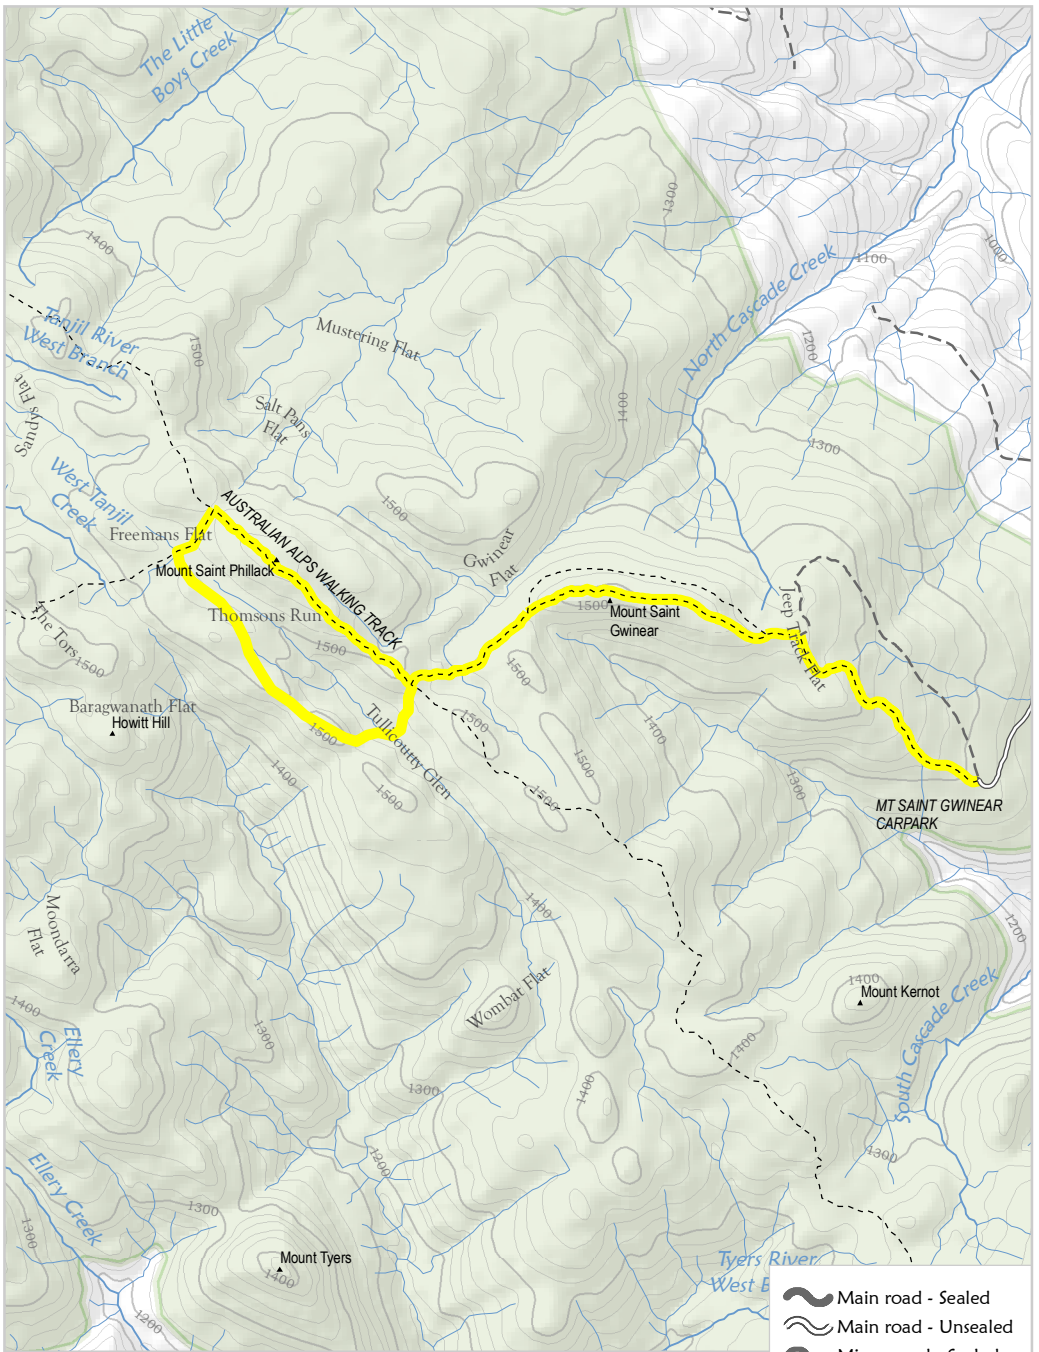 The Little
Boys Creek
1300
1400
1000
North Cascade Creek
1100
Tanjil River
West Branch
Mustering Flat
1500
1200
Sandys Flat
Salt Pans
Flat
1400
1300
West Tanjil
Creek
AUSTRALIAN ALPS WALKING TRACK
1500
Freemans Flat
Gwinear
Flat
Mount Saint Phillack
Jeep Track Flat
The Tors
Thomsons Run
1500
Mount Saint
Gwinear
1500
1500
1500
Baragwanath Flat
Howitt Hill
Tullicoutty Glen
1500
1500
1400
1500
1400
1500
1500
1300
MT SAINT GWINEAR
CARPARK
Moondarra
Flat
1400
1200
Wombat Flat
1400
Mount Kernot
South Cascade Creek
1400
Ellery
Creek
1300
1400
1300
1400
1200
1300
Ellery Creek
1300
1300
Mount Tyers
1400
Tyers River
West B
1200
Main road - Sealed
Main road - Unsealed